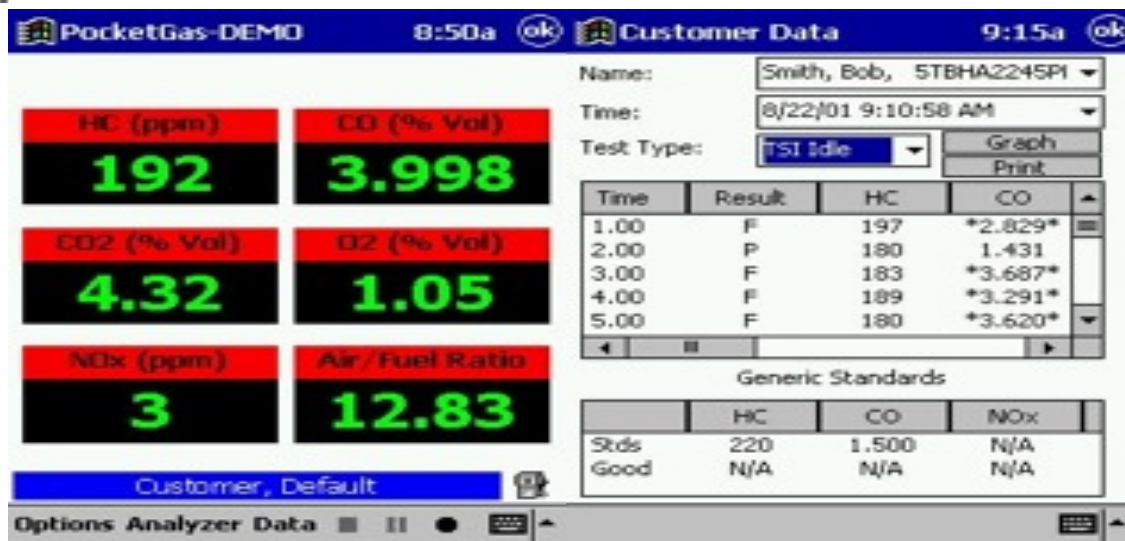 PocketGas-DEMO 8:50a ok
HC (ppm) CO (% Vol)
192 3.998
CO2 (% Vol) O2 (% Vol)
4.32 1.05
NOx (ppm) Air/Fuel Ratio
3 12.83
Customer, Default
Options Analyzer Data
Customer Data 9:15a ok
Name: Smith, Bob, 5TBHA2245PI
Time: 8/22/01 9:10:58 AM
Test Type: TSI Idle Graph
Print
Time Result HC CO
1.00 F 197 *2.829*
2.00 P 180 1.431
3.00 F 183 *3.687*
4.00 F 189 *3.291*
5.00 F 180 *3.620*
Generic Standards
HC CO NOx
Stds 220 1.500 N/A
Good N/A N/A N/A